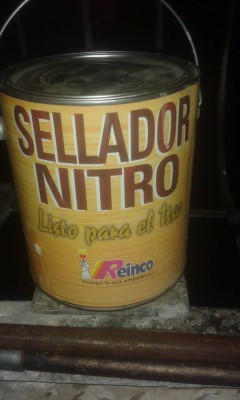 SELLADOR
NITRO
Listo para el Uso
Reinco